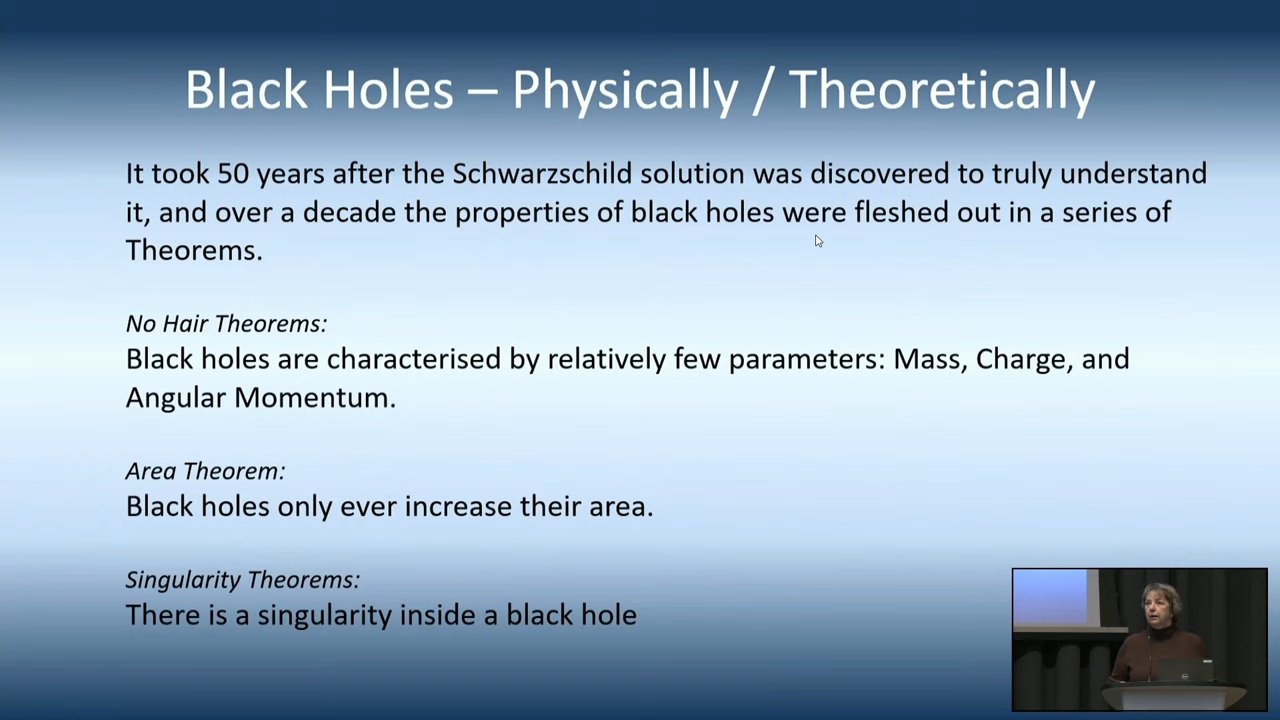 Black Holes – Physically / Theoretically
It took 50 years after the Schwarzschild solution was discovered to truly understand
it, and over a decade the properties of black holes were fleshed out in a series of
Theorems.
No Hair Theorems:
Black holes are characterised by relatively few parameters: Mass, Charge, and
Angular Momentum.
Area Theorem:
Black holes only ever increase their area.
Singularity Theorems:
There is a singularity inside a black hole